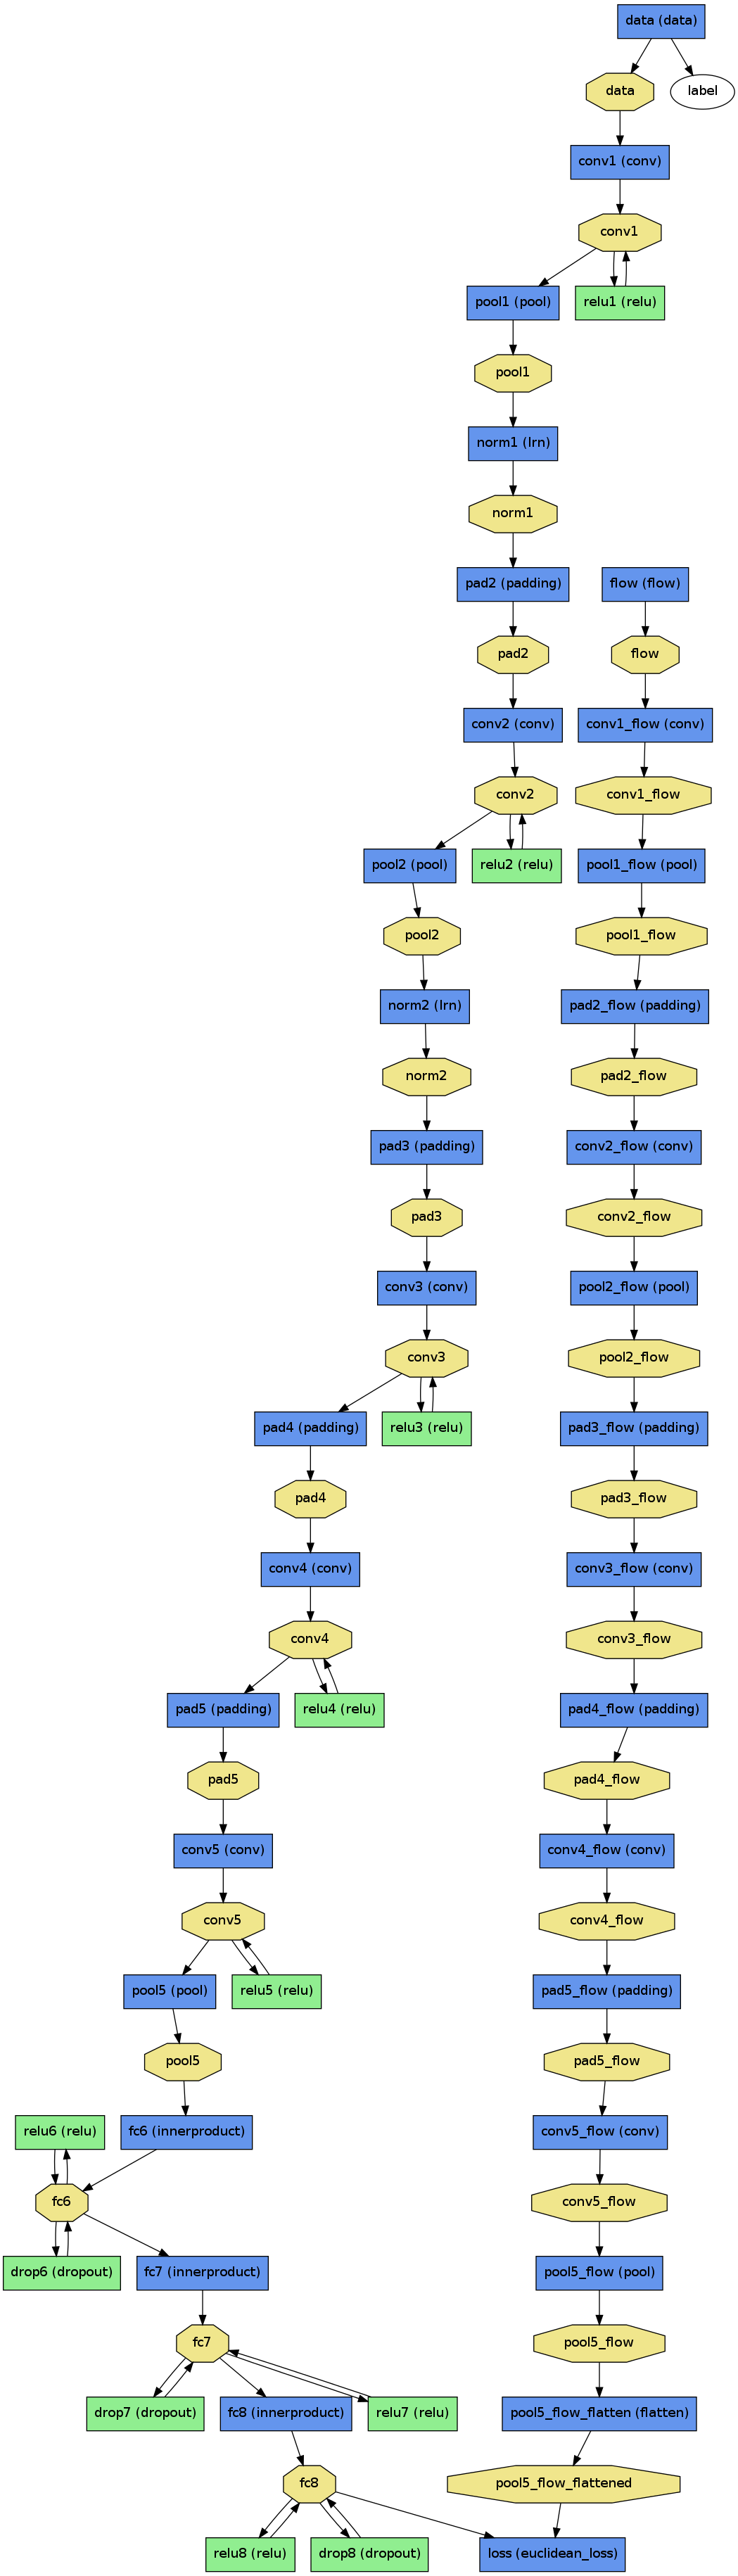 data (data)
data
label
conv1 (conv)
conv1
pool1 (pool)
relu1 (relu)
pool1
norm1 (lrn)
norm1
pad2 (padding)
flow (flow)
pad2
flow
conv2 (conv)
conv1_flow (conv)
conv2
conv1_flow
pool2 (pool)
relu2 (relu)
pool1_flow (pool)
pool2
pool1_flow
norm2 (lrn)
pad2_flow (padding)
norm2
pad2_flow
pad3 (padding)
conv2_flow (conv)
pad3
conv2_flow
conv3 (conv)
pool2_flow (pool)
conv3
pool2_flow
pad4 (padding)
relu3 (relu)
pad3_flow (padding)
pad4
pad3_flow
conv4 (conv)
conv3_flow (conv)
conv4
conv3_flow
pad5 (padding)
relu4 (relu)
pad4_flow (padding)
pad5
pad4_flow
conv5 (conv)
conv4_flow (conv)
conv5
conv4_flow
pool5 (pool)
relu5 (relu)
pad5_flow (padding)
pool5
pad5_flow
relu6 (relu)
fc6 (innerproduct)
conv5_flow (conv)
fc6
conv5_flow
drop6 (dropout)
fc7 (innerproduct)
pool5_flow (pool)
fc7
pool5_flow
drop7 (dropout)
fc8 (innerproduct)
relu7 (relu)
pool5_flow_flatten (flatten)
fc8
pool5_flow_flattened
relu8 (relu)
drop8 (dropout)
loss (euclidean_loss)